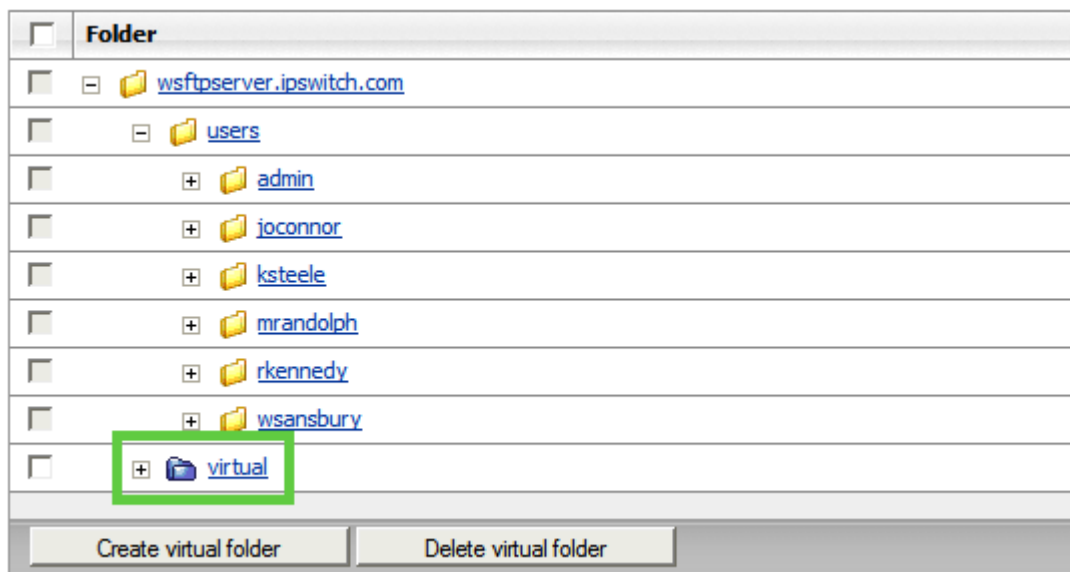 Folder
wsftpserver.ipswitch.com
users
admin
joconnor
ksteele
mrandolph
rkennedy
wsansbury
virtual
Create virtual folder Delete virtual folder